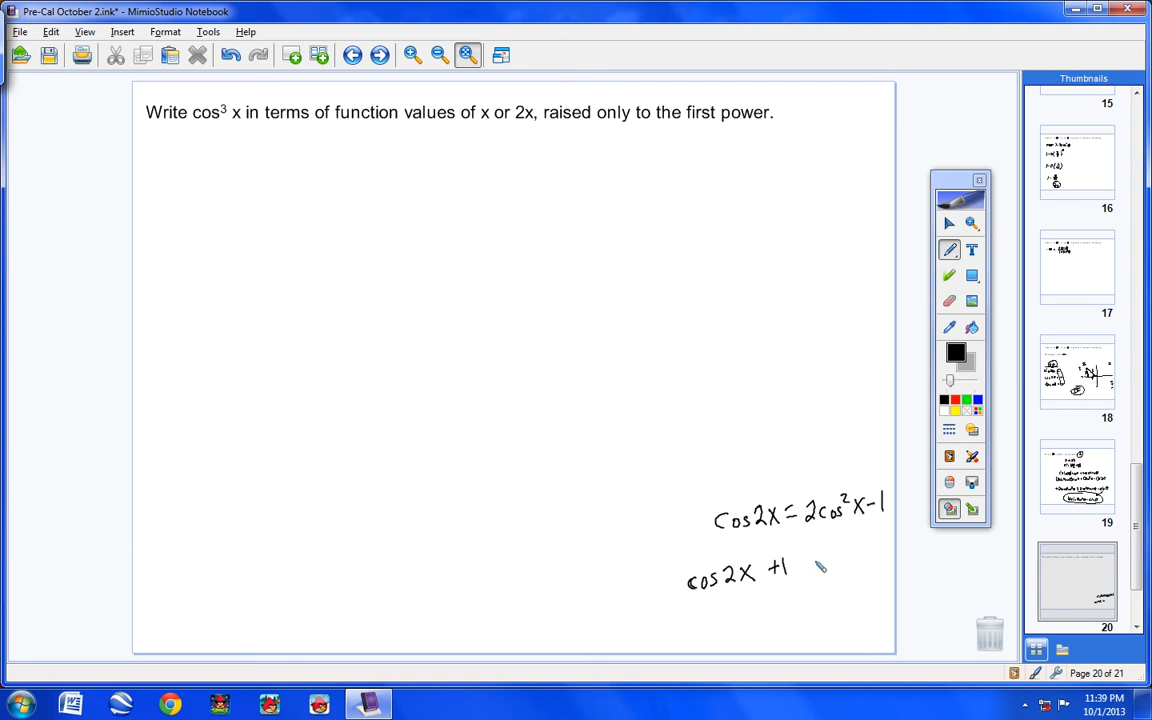 Pre-Cal October 2.ink* - MimioStudio Notebook
File Edit View Insert Format Tools Help
Thumbnails
Write cos³ x in terms of function values of x or 2x, raised only to the first power.
15
16
17
18
19
20
cos2x = 2cos²x-1
cos2x +1
Page 20 of 21
11:39 PM
10/1/2013